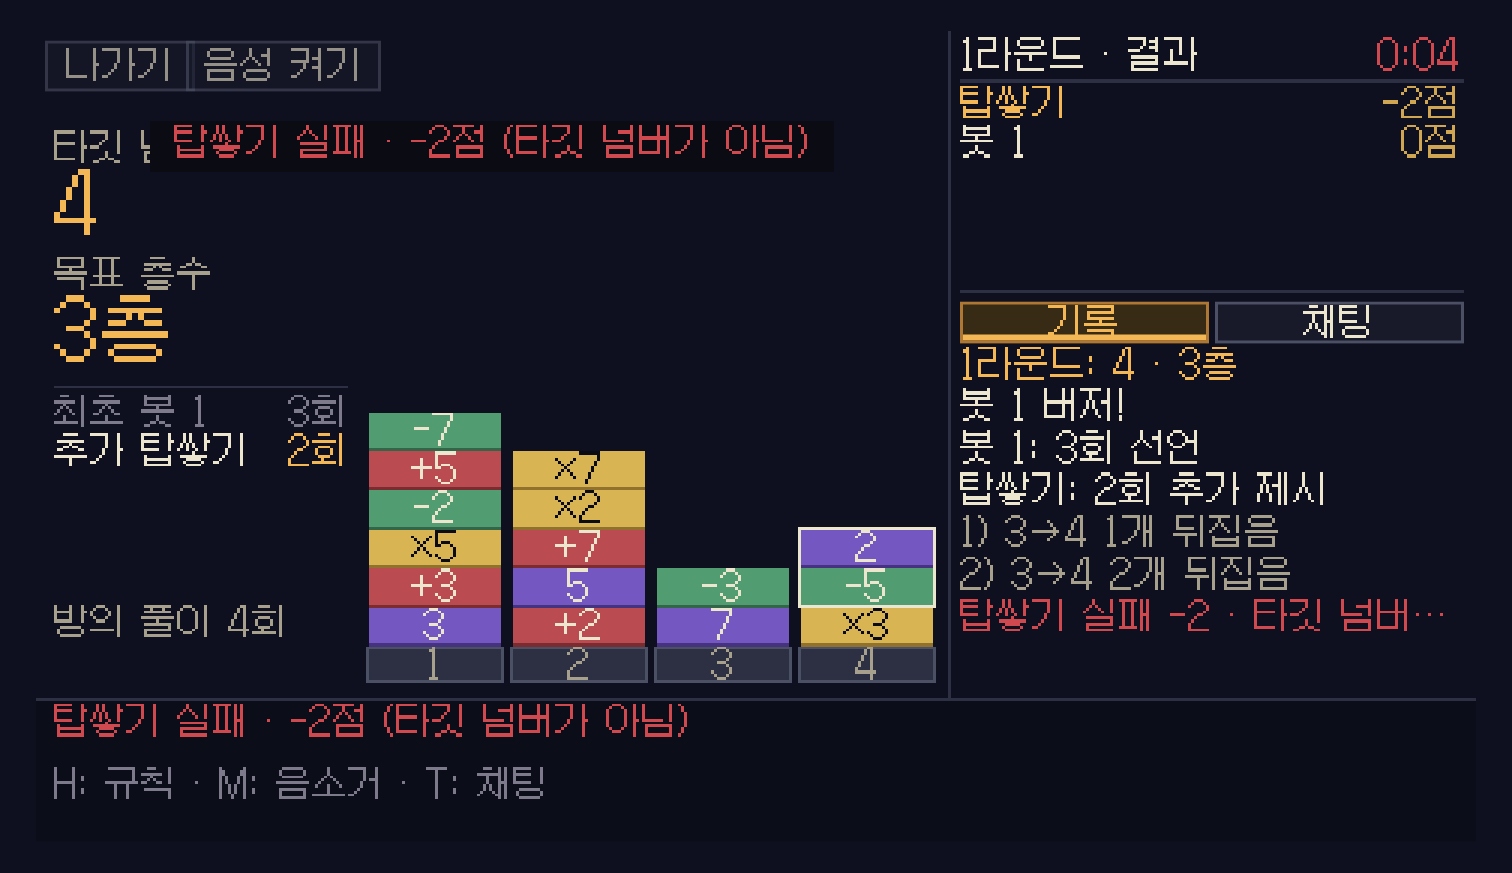 나가기 음성 켜기
타깃
탑쌓기 실패 · -2점 (타깃 넘버가 아님)
4
목표 층수
3층
최초 봇 1 3회
추가 탑쌓기 2회
방의 풀이 4회
-7
+5
-2
×5
+3
3
1
×7
×2
+7
5
+2
2
-3
7
3
2
-5
×3
4
1라운드 · 결과 0:04
탑쌓기 -2점
봇 1 0점
기록 채팅
1라운드: 4 · 3층
봇 1 버저!
봇 1: 3회 선언
탑쌓기: 2회 추가 제시
1) 3→4 1개 뒤집음
2) 3→4 2개 뒤집음
탑쌓기 실패 -2 · 타깃 넘버…
탑쌓기 실패 · -2점 (타깃 넘버가 아님)
H: 규칙 · M: 음소거 · T: 채팅